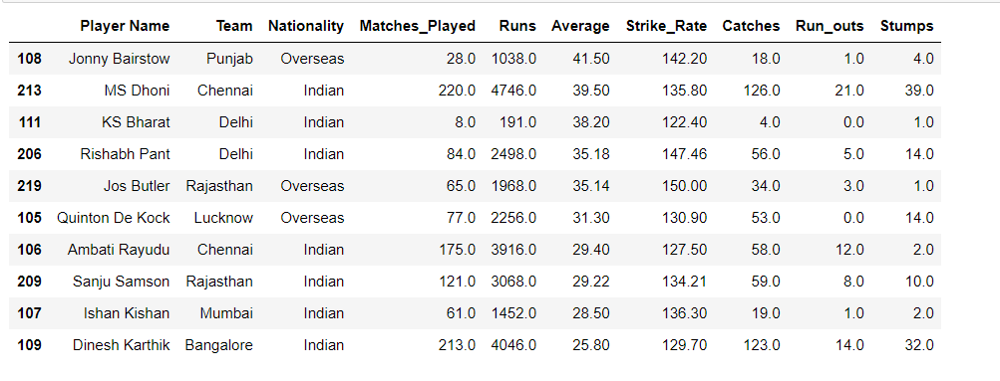 Player Name Team Nationality Matches_Played Runs Average Strike_Rate Catches Run_outs Stumps
108 Jonny Bairstow Punjab Overseas 28.0 1038.0 41.50 142.20 18.0 1.0 4.0
213 MS Dhoni Chennai Indian 220.0 4746.0 39.50 135.80 126.0 21.0 39.0
111 KS Bharat Delhi Indian 8.0 191.0 38.20 122.40 4.0 0.0 1.0
206 Rishabh Pant Delhi Indian 84.0 2498.0 35.18 147.46 56.0 5.0 14.0
219 Jos Butler Rajasthan Overseas 65.0 1968.0 35.14 150.00 34.0 3.0 1.0
105 Quinton De Kock Lucknow Overseas 77.0 2256.0 31.30 130.90 53.0 0.0 14.0
106 Ambati Rayudu Chennai Indian 175.0 3916.0 29.40 127.50 58.0 12.0 2.0
209 Sanju Samson Rajasthan Indian 121.0 3068.0 29.22 134.21 59.0 8.0 10.0
107 Ishan Kishan Mumbai Indian 61.0 1452.0 28.50 136.30 19.0 1.0 2.0
109 Dinesh Karthik Bangalore Indian 213.0 4046.0 25.80 129.70 123.0 14.0 32.0